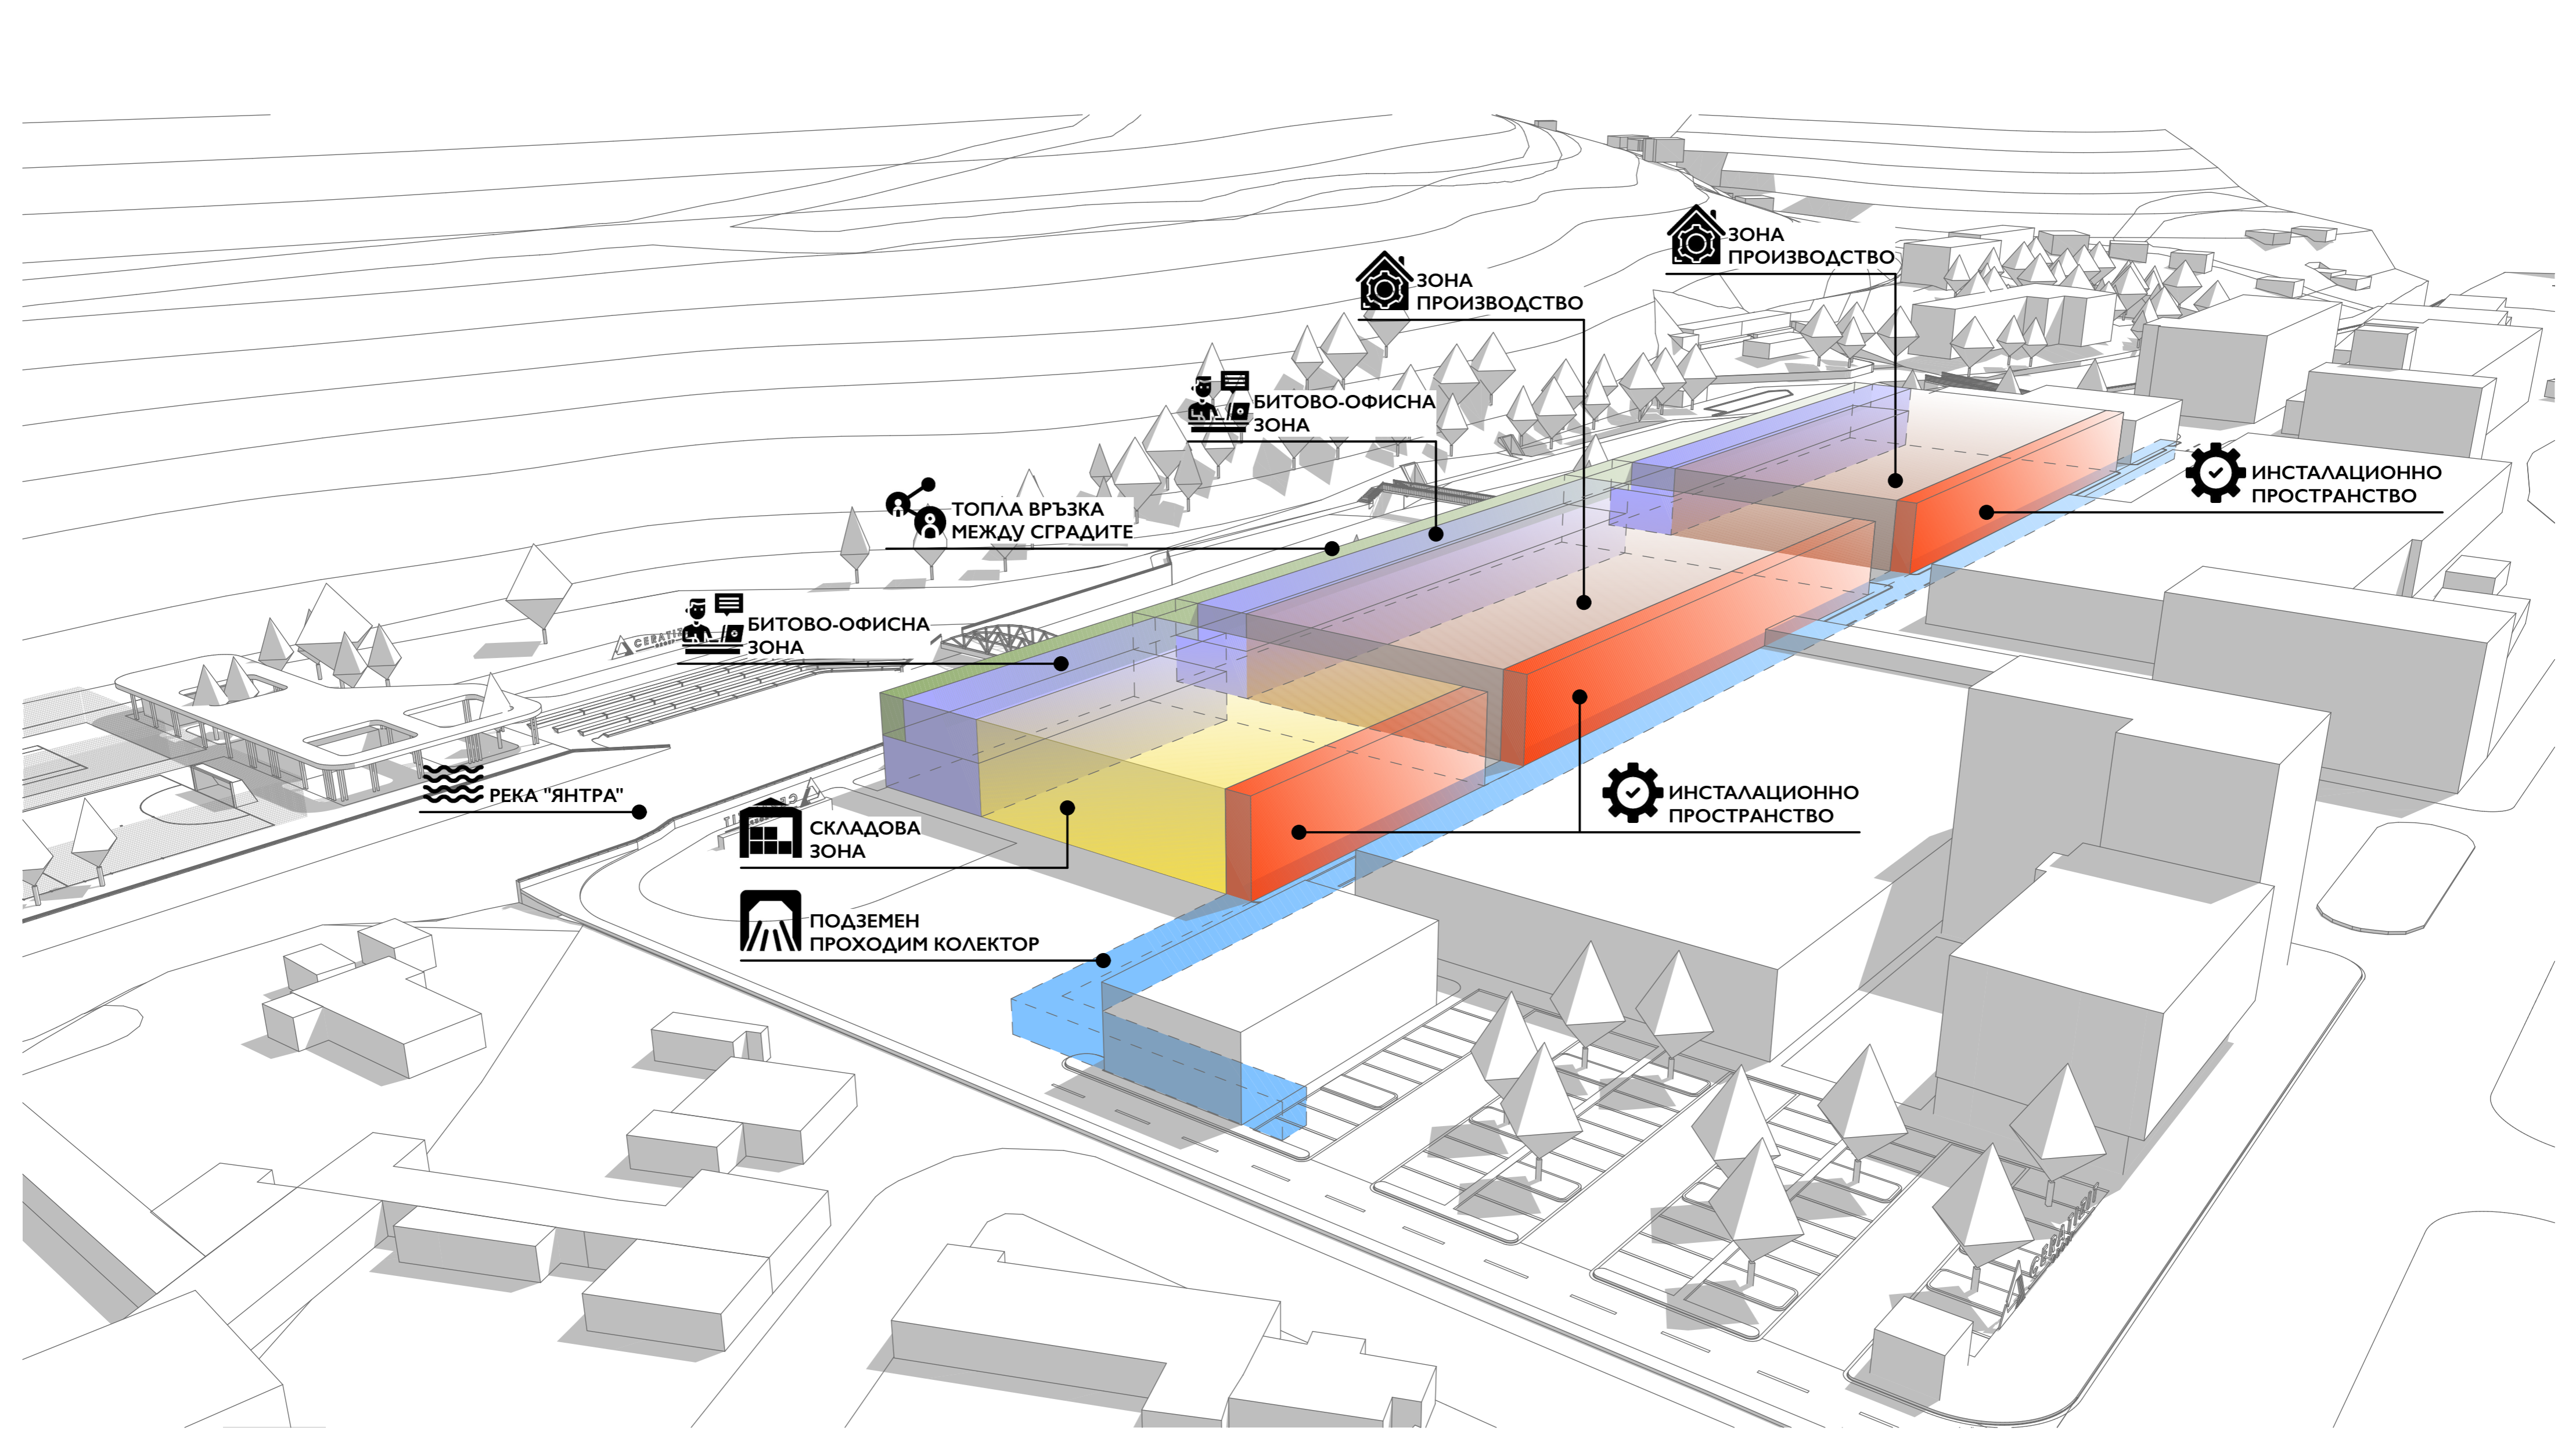 ЗОНА
ПРОИЗВОДСТВО
ЗОНА
ПРОИЗВОДСТВО
БИТОВО-ОФИСНА
ЗОНА
ИНСТАЛАЦИОННО
ПРОСТРАНСТВО
ТОПЛА ВРЪЗКА
МЕЖДУ СГРАДИТЕ
БИТОВО-ОФИСНА
ЗОНА
РЕКА "ЯНТРА"
ИНСТАЛАЦИОННО
ПРОСТРАНСТВО
СКЛАДОВА
ЗОНА
ПОДЗЕМЕН
ПРОХОДИМ КОЛЕКТОР